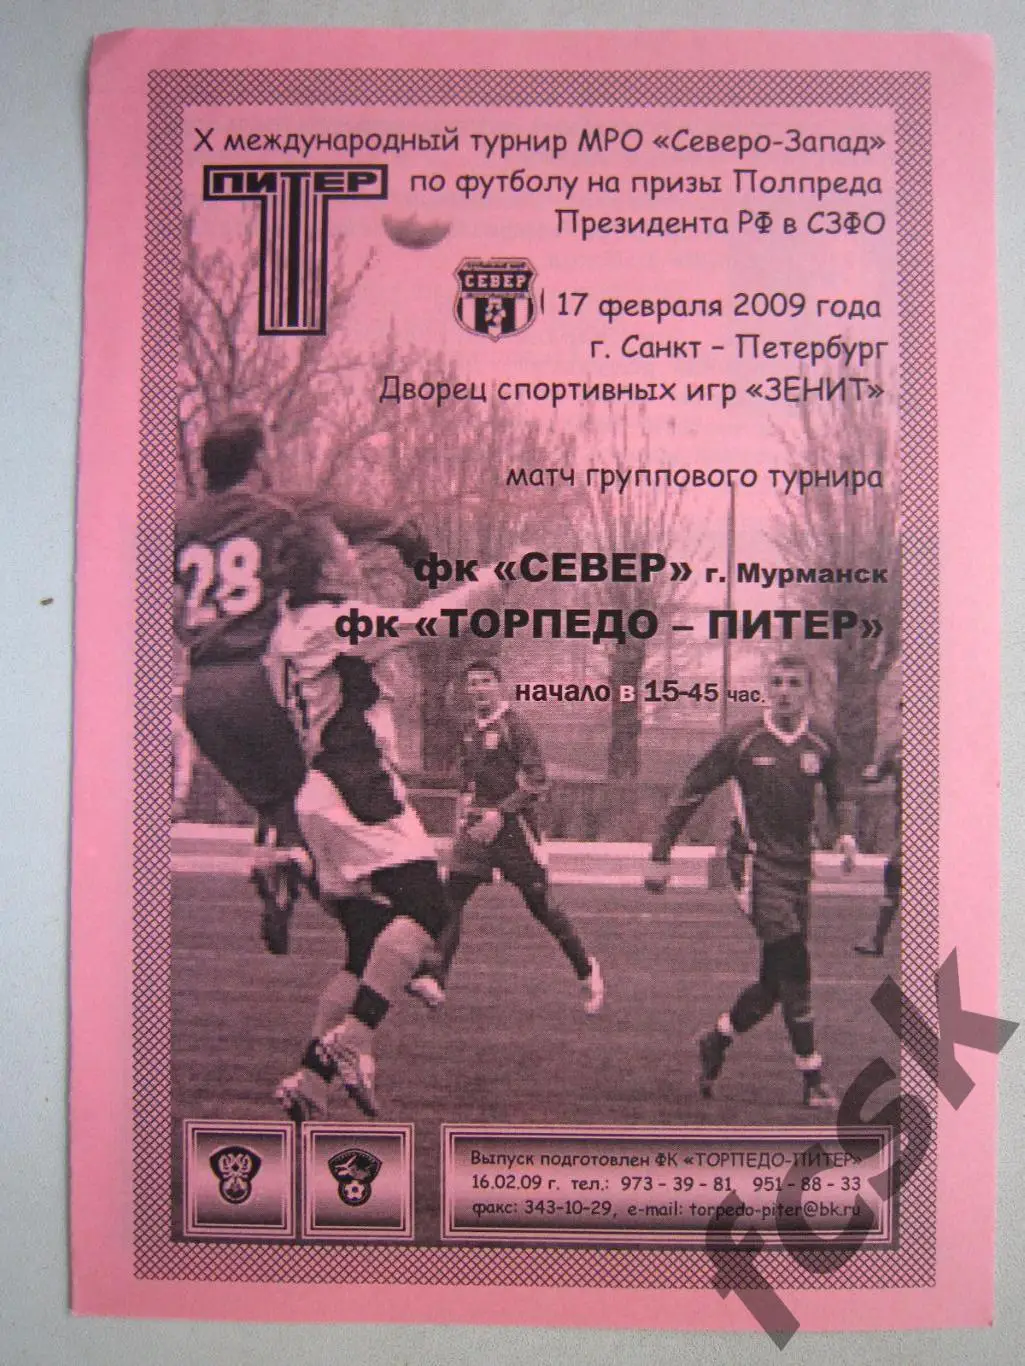 X международный турнир МРО «Северо-Запад»
ПИТЕР
Т
по футболу на призы Полпреда
Президента РФ в СЗФО
СЕВЕР
17 февраля 2009 года
г. Санкт – Петербург
Дворец спортивных игр «ЗЕНИТ»
матч группового турнира
28
фк «СЕВЕР» г. Мурманск
фк «ТОРПЕДО – ПИТЕР»
начало в 15-45 час.
Выпуск подготовлен ФК «ТОРПЕДО-ПИТЕР»
16.02.09 г. тел.: 973 – 39 – 81, 951 – 88 – 33
факс: 343-10-29, e-mail: torpedo-piter@bk.ru
fcsk